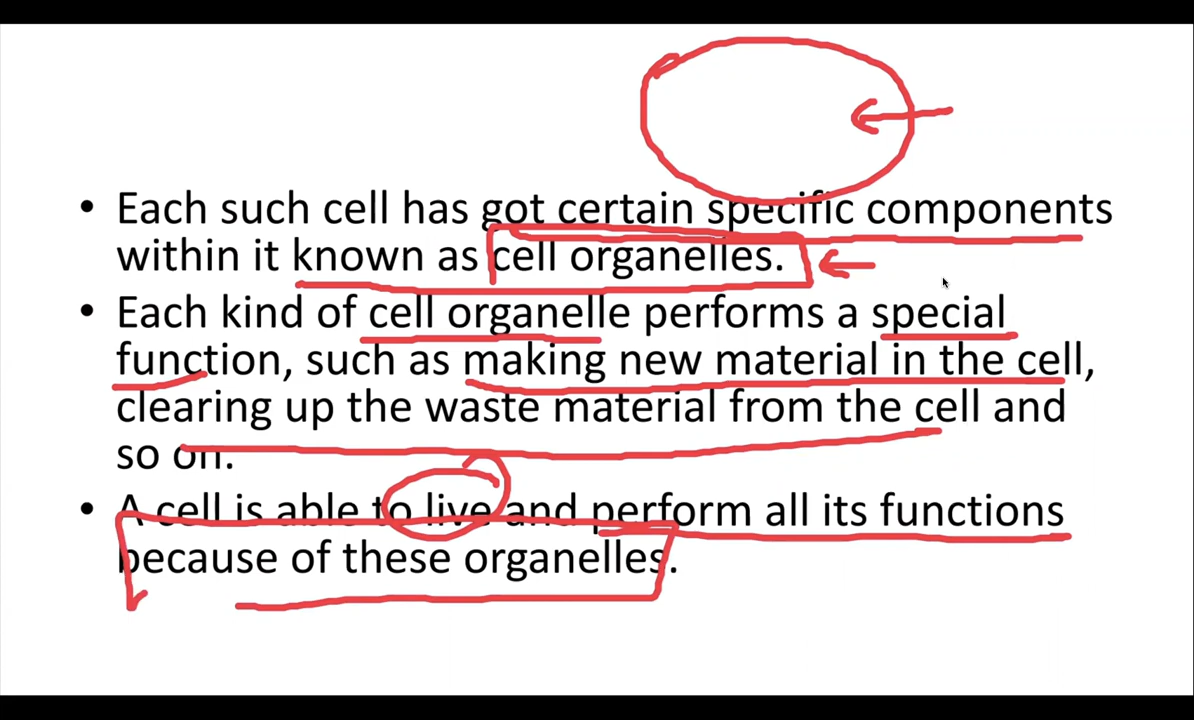 • Each such cell has got certain specific components
within it known as cell organelles.
• Each kind of cell organelle performs a special
function, such as making new material in the cell,
clearing up the waste material from the cell and
so on.
• A cell is able to live and perform all its functions
because of these organelles.